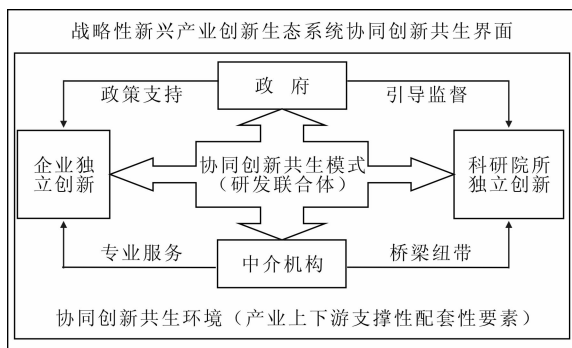 战略性新兴产业创新生态系统协同创新共生界面
政 府
政策支持
引导监督
企业独
立创新
协同创新共生模式
（研发联合体）
科研院所
独立创新
专业服务
中介机构
桥梁纽带
协同创新共生环境（产业上下游支撑性配套性要素）